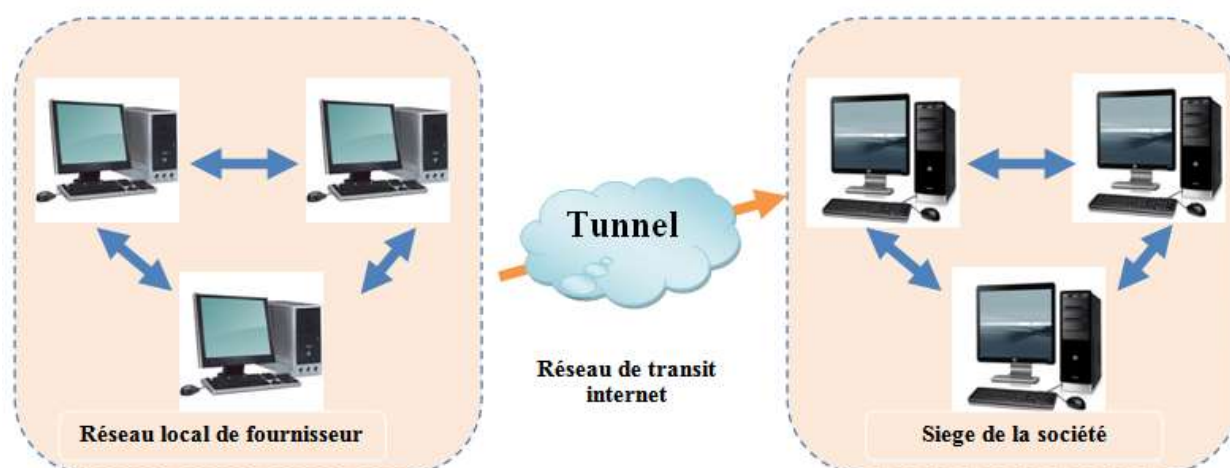 Tunnel
Réseau de transit
internet
Réseau local de fournisseur
Siege de la société